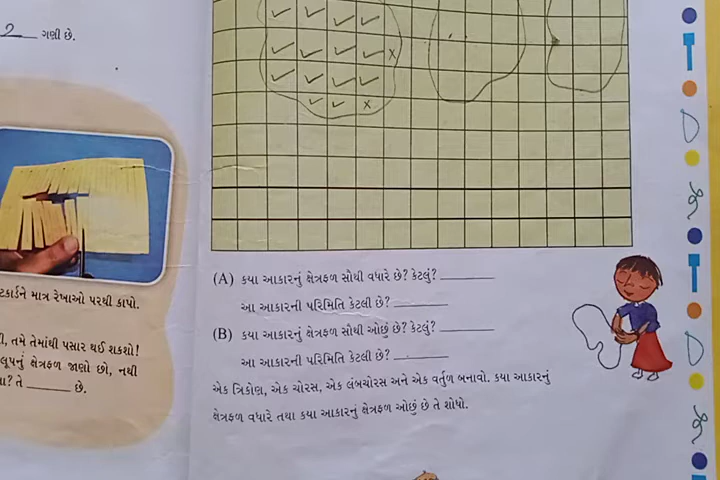 2 ગણી છે.
ટકાર્ડને માત્ર રેખાઓ પરથી કાપો.
તમે તેમાંથી પસાર થઈ શકશો!
લૂપનું ક્ષેત્રફળ જાણો છો, નથી
તે ______ છે.
(A) કયા આકારનું ક્ષેત્રફળ સૌથી વધારે છે? કેટલું? ______
આ આકારની પરિમિતિ કેટલી છે? ______
(B) કયા આકારનું ક્ષેત્રફળ સૌથી ઓછું છે? કેટલું? ______
આ આકારની પરિમિતિ કેટલી છે? ______
એક ત્રિકોણ, એક ચોરસ, એક લંબચોરસ અને એક વર્તુળ બનાવો. કયા આકારનું
ક્ષેત્રફળ વધારે તથા કયા આકારનું ક્ષેત્રફળ ઓછું છે તે શોધો.